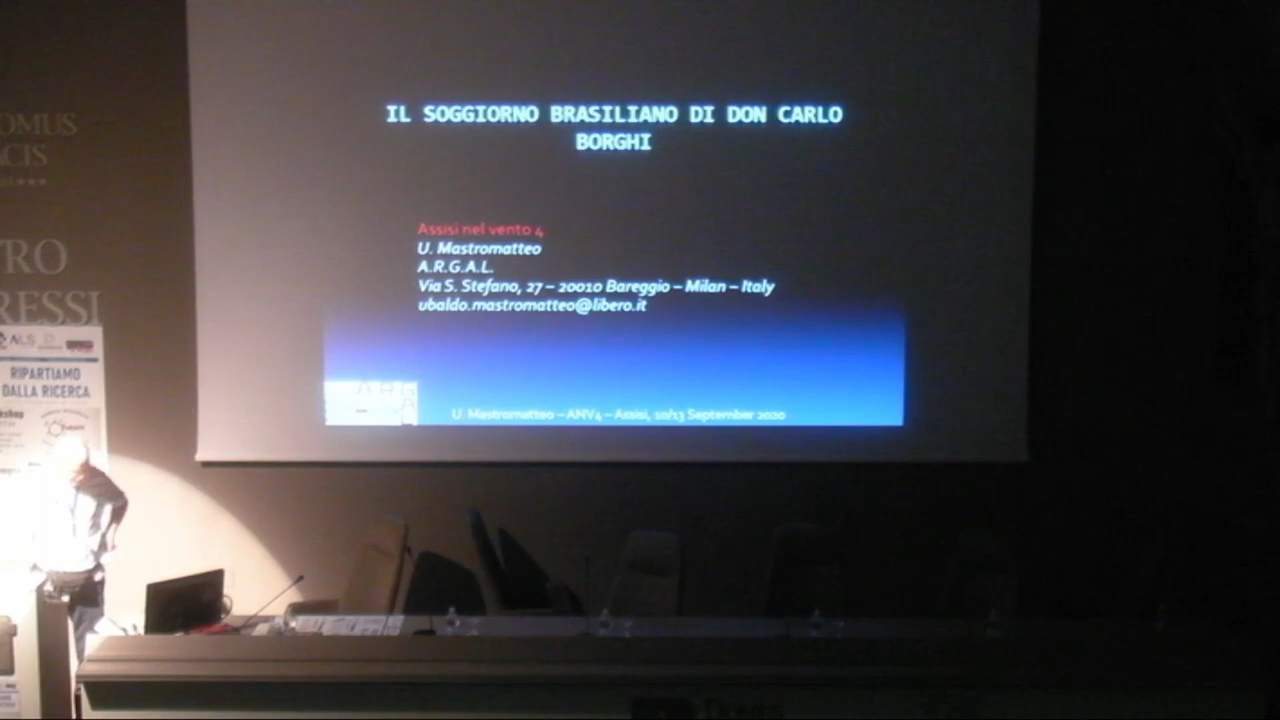 IL SOGGIORNO BRASILIANO DI DON CARLO
BORGHI
Assisi nel vento 4
U. Mastromatteo
A.R.G.A.L.
Via S. Stefano, 27 – 20010 Bareggio – Milan – Italy
ubaldo.mastromatteo@libero.it
U. Mastromatteo – ANV4 – Assisi, 10/13 September 2020
OMUS
ACIS
TRO
RESSI
RIPARTIAMO
DALLA RICERCA